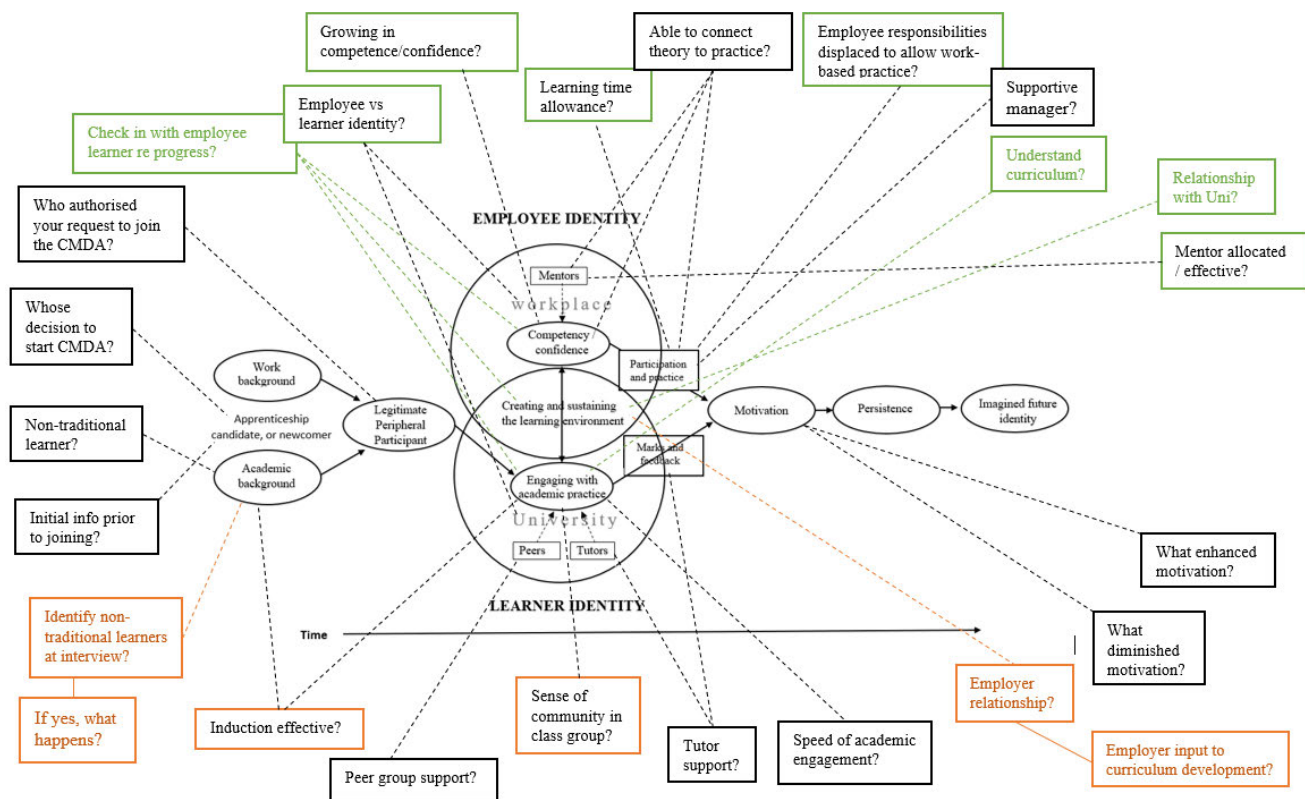 Growing in
competence/confidence?
Able to connect
theory to practice?
Employee responsibilities
displaced to allow work-
based practice?
Learning time
allowance?
Supportive
manager?
Employee vs
learner identity?
Check in with employee
learner re progress?
Understand
curriculum?
Relationship
with Uni?
Who authorised
your request to join
the CMDA?
EMPLOYEE IDENTITY
Mentor allocated
/ effective?
Mentors
workplace
Whose
decision to
start CMDA?
Competency /
confidence
Participation
and practice
Work
background
Creating and sustaining
the learning environment
Motivation
Persistence
Imagined future
identity
Legitimate
Peripheral
Participant
Apprenticeship
candidate, or newcomer
Non-traditional
learner?
Marks and
feedback
Academic
background
Engaging with
academic practice
University
Initial info prior
to joining?
Peers
Tutors
What enhanced
motivation?
LEARNER IDENTITY
Time
Identify non-
traditional learners
at interview?
What
diminished
motivation?
If yes, what
happens?
Induction effective?
Sense of
community in
class group?
Employer
relationship?
Tutor
support?
Speed of academic
engagement?
Employer input to
curriculum development?
Peer group support?